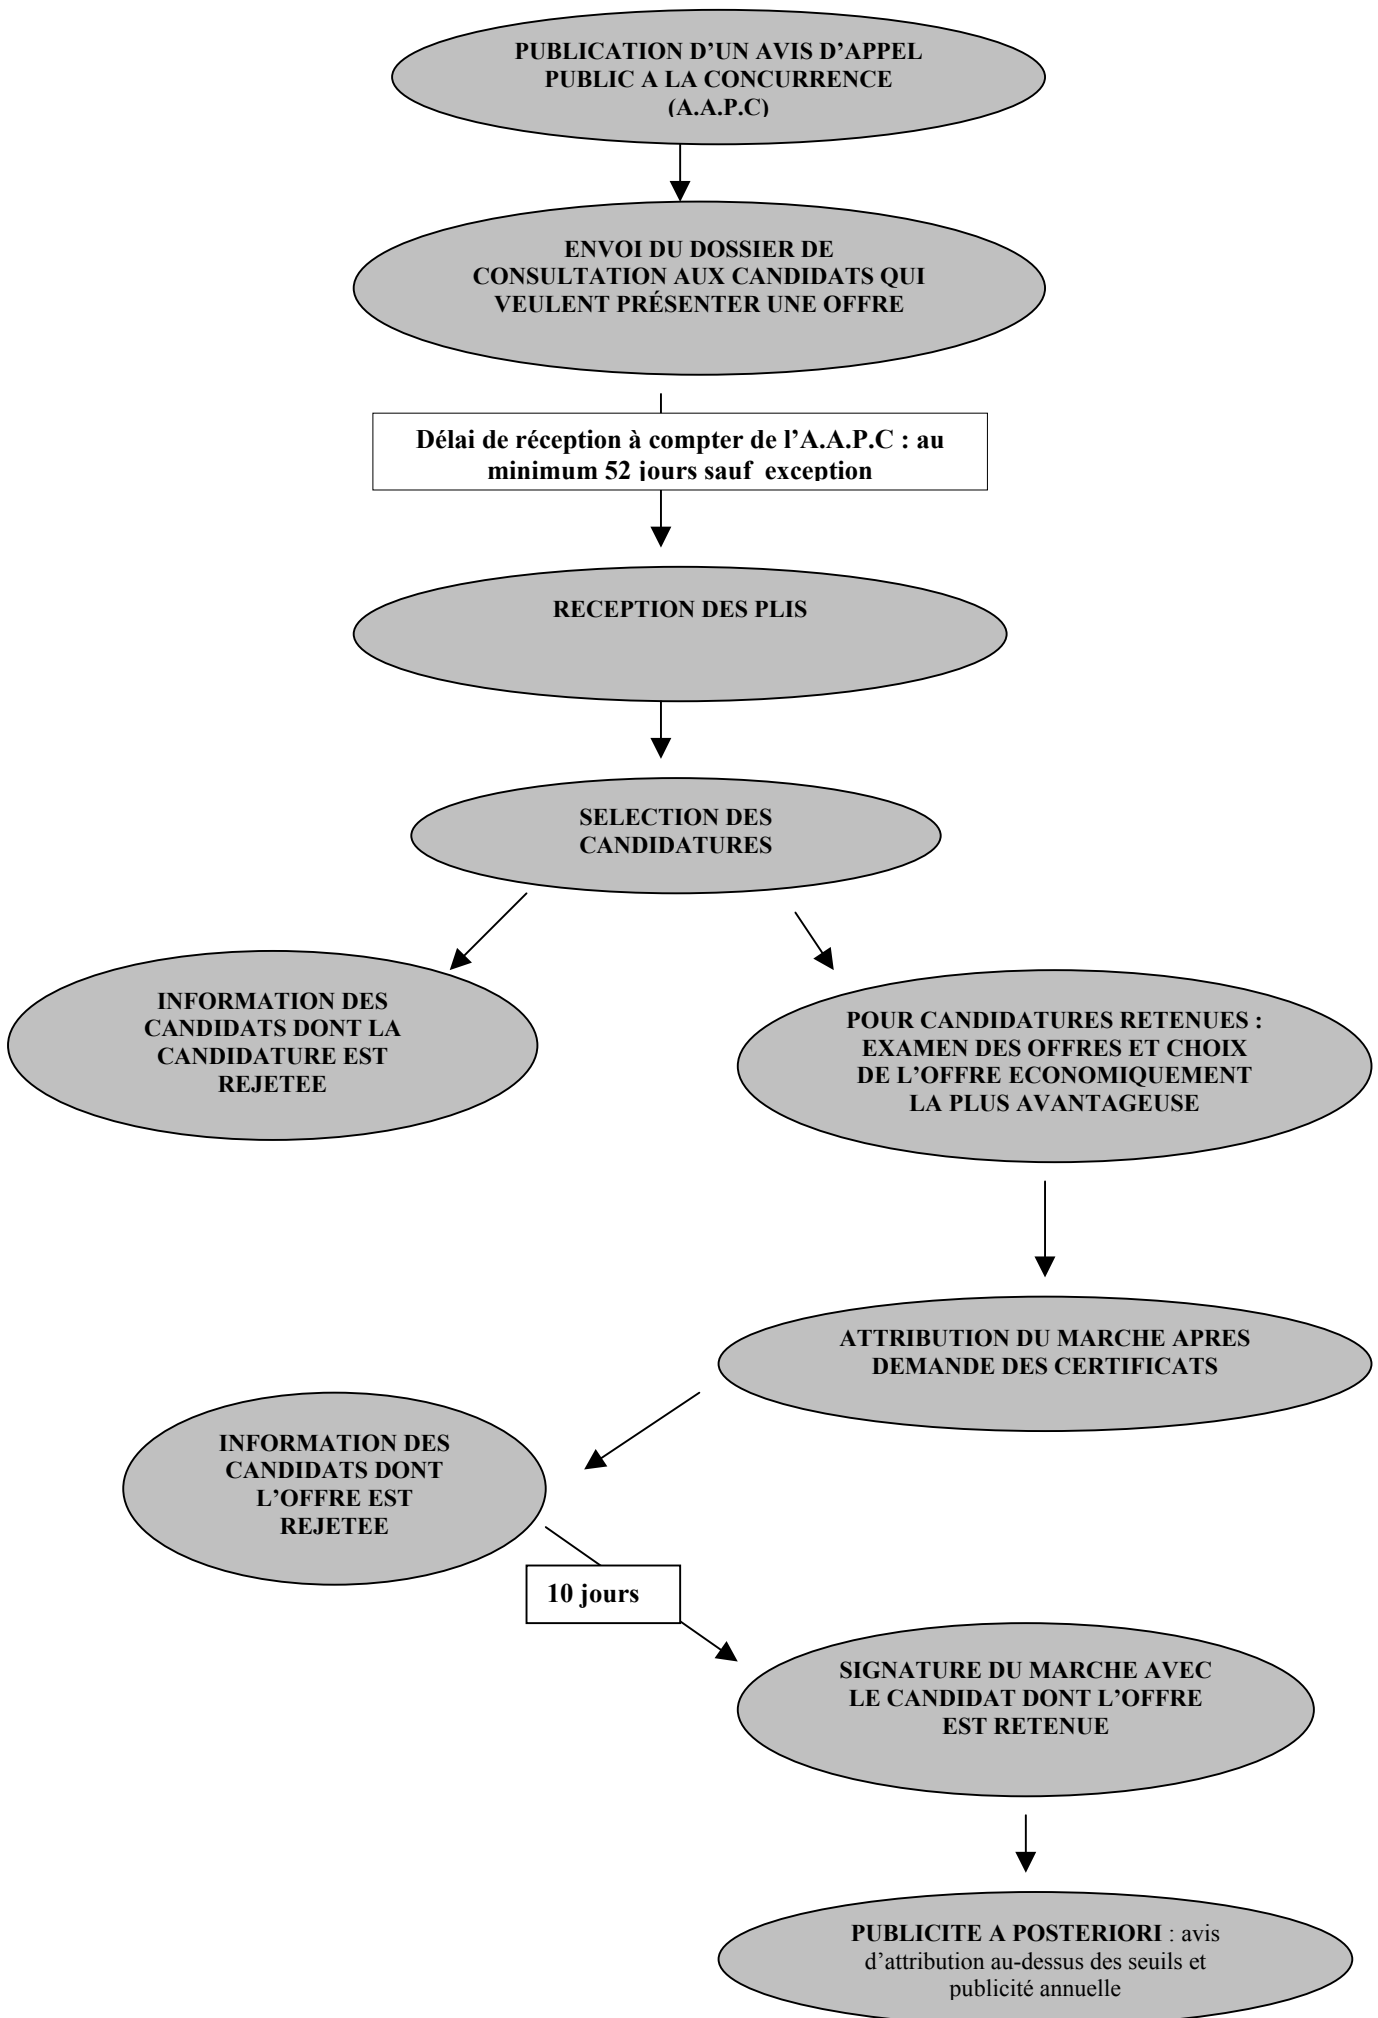 PUBLICATION D’UN AVIS D’APPEL
PUBLIC A LA CONCURRENCE
(A.A.P.C)
ENVOI DU DOSSIER DE
CONSULTATION AUX CANDIDATS QUI
VEULENT PRÉSENTER UNE OFFRE
Délai de réception à compter de l’A.A.P.C : au
minimum 52 jours sauf exception
RECEPTION DES PLIS
SELECTION DES
CANDIDATURES
INFORMATION DES
CANDIDATS DONT LA
CANDIDATURE EST
REJETEE
POUR CANDIDATURES RETENUES :
EXAMEN DES OFFRES ET CHOIX
DE L’OFFRE ECONOMIQUEMENT
LA PLUS AVANTAGEUSE
ATTRIBUTION DU MARCHE APRES
DEMANDE DES CERTIFICATS
INFORMATION DES
CANDIDATS DONT
L’OFFRE EST
REJETEE
10 jours
SIGNATURE DU MARCHE AVEC
LE CANDIDAT DONT L’OFFRE
EST RETENUE
PUBLICITE A POSTERIORI : avis
d’attribution au-dessus des seuils et
publicité annuelle